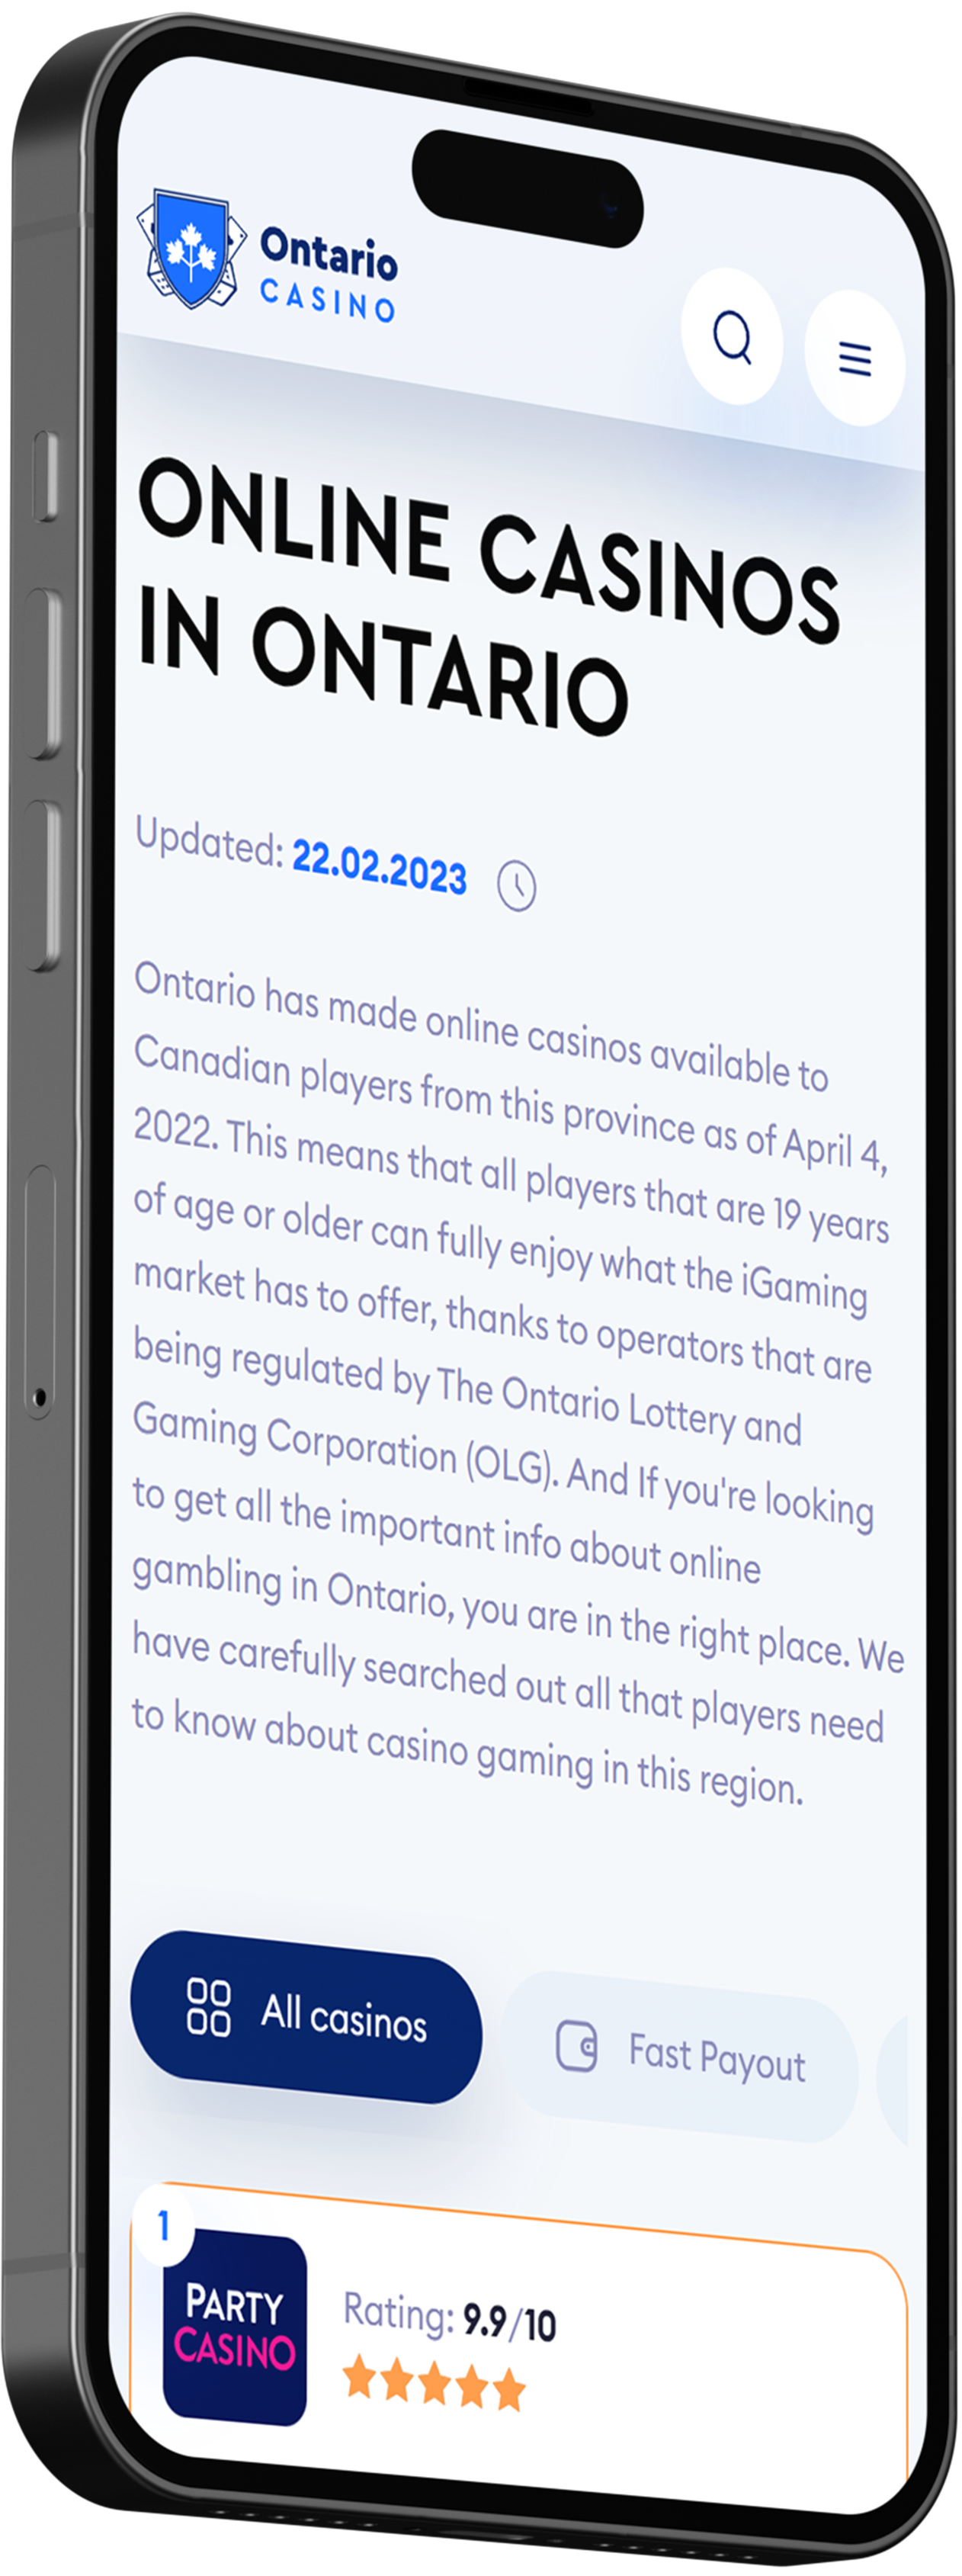 Ontario
CASINO
ONLINE CASINOS
IN ONTARIO
Updated: 22.02.2023
Ontario has made online casinos available to
Canadian players from this province as of April 4,
2022. This means that all players that are 19 years
of age or older can fully enjoy what the iGaming
market has to offer, thanks to operators that are
being regulated by The Ontario Lottery and
Gaming Corporation (OLG). And If you're looking
to get all the important info about online
gambling in Ontario, you are in the right place. We
have carefully searched out all that players need
to know about casino gaming in this region.
All casinos
Fast Payout
1
PARTY
CASINO
Rating: 9.9/10